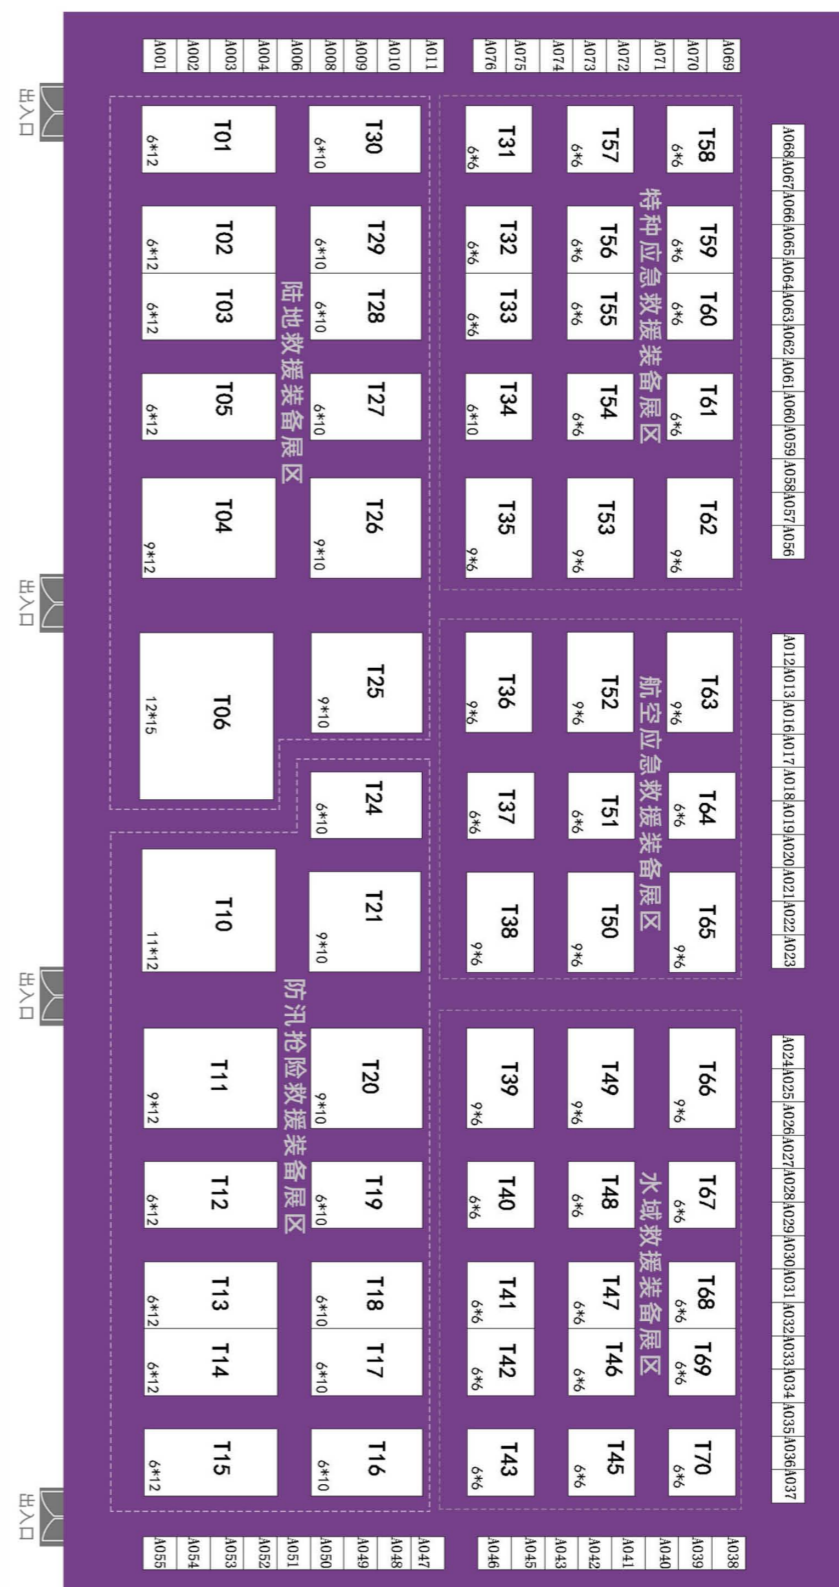 A001 A002 A003 A004 A006 A008 A009 A010 A011
A076 A075 A074 A073 A072 A071 A070 A069
A068 A067 A066 A065 A064 A063 A062 A061 A060 A059 A058 A057 A056
A012 A013 A016 A017 A018 A019 A020 A021 A022 A023
A024 A025 A026 A027 A028 A029 A030 A031 A032 A033 A034 A035 A036 A037
出入口
出入口
出入口
出入口
陆地救援装备展区
T01
6*12
T02
6*12
T03
6*12
T05
6*12
T04
9*12
T06
12*15
T30
6*10
T29
6*10
T28
6*10
T27
6*10
T26
9*10
T25
9*10
特种应急救援装备展区
T31
6*6
T32
6*6
T33
6*6
T34
6*10
T35
9*6
T57
6*6
T56
6*6
T55
6*6
T54
6*6
T53
9*6
T58
6*6
T59
6*6
T60
6*6
T61
6*6
T62
9*6
航空应急救援装备展区
T36
9*6
T37
6*6
T38
9*6
T52
9*6
T51
6*6
T50
9*6
T63
9*6
T64
6*6
T65
9*6
防汛抢险救援装备展区
T10
11*12
T11
9*12
T12
6*12
T13
6*12
T14
6*12
T15
6*12
T24
6*10
T21
9*10
T20
9*10
T19
6*10
T18
6*10
T17
6*10
T16
6*10
水域救援装备展区
T39
9*6
T40
6*6
T41
6*6
T42
6*6
T43
6*6
T49
9*6
T48
6*6
T47
6*6
T46
6*6
T45
6*6
T66
9*6
T67
6*6
T68
6*6
T69
6*6
T70
6*6
A055 A054 A053 A052 A051 A050 A049 A048 A047
A046 A045 A043 A042 A041 A040 A039 A038